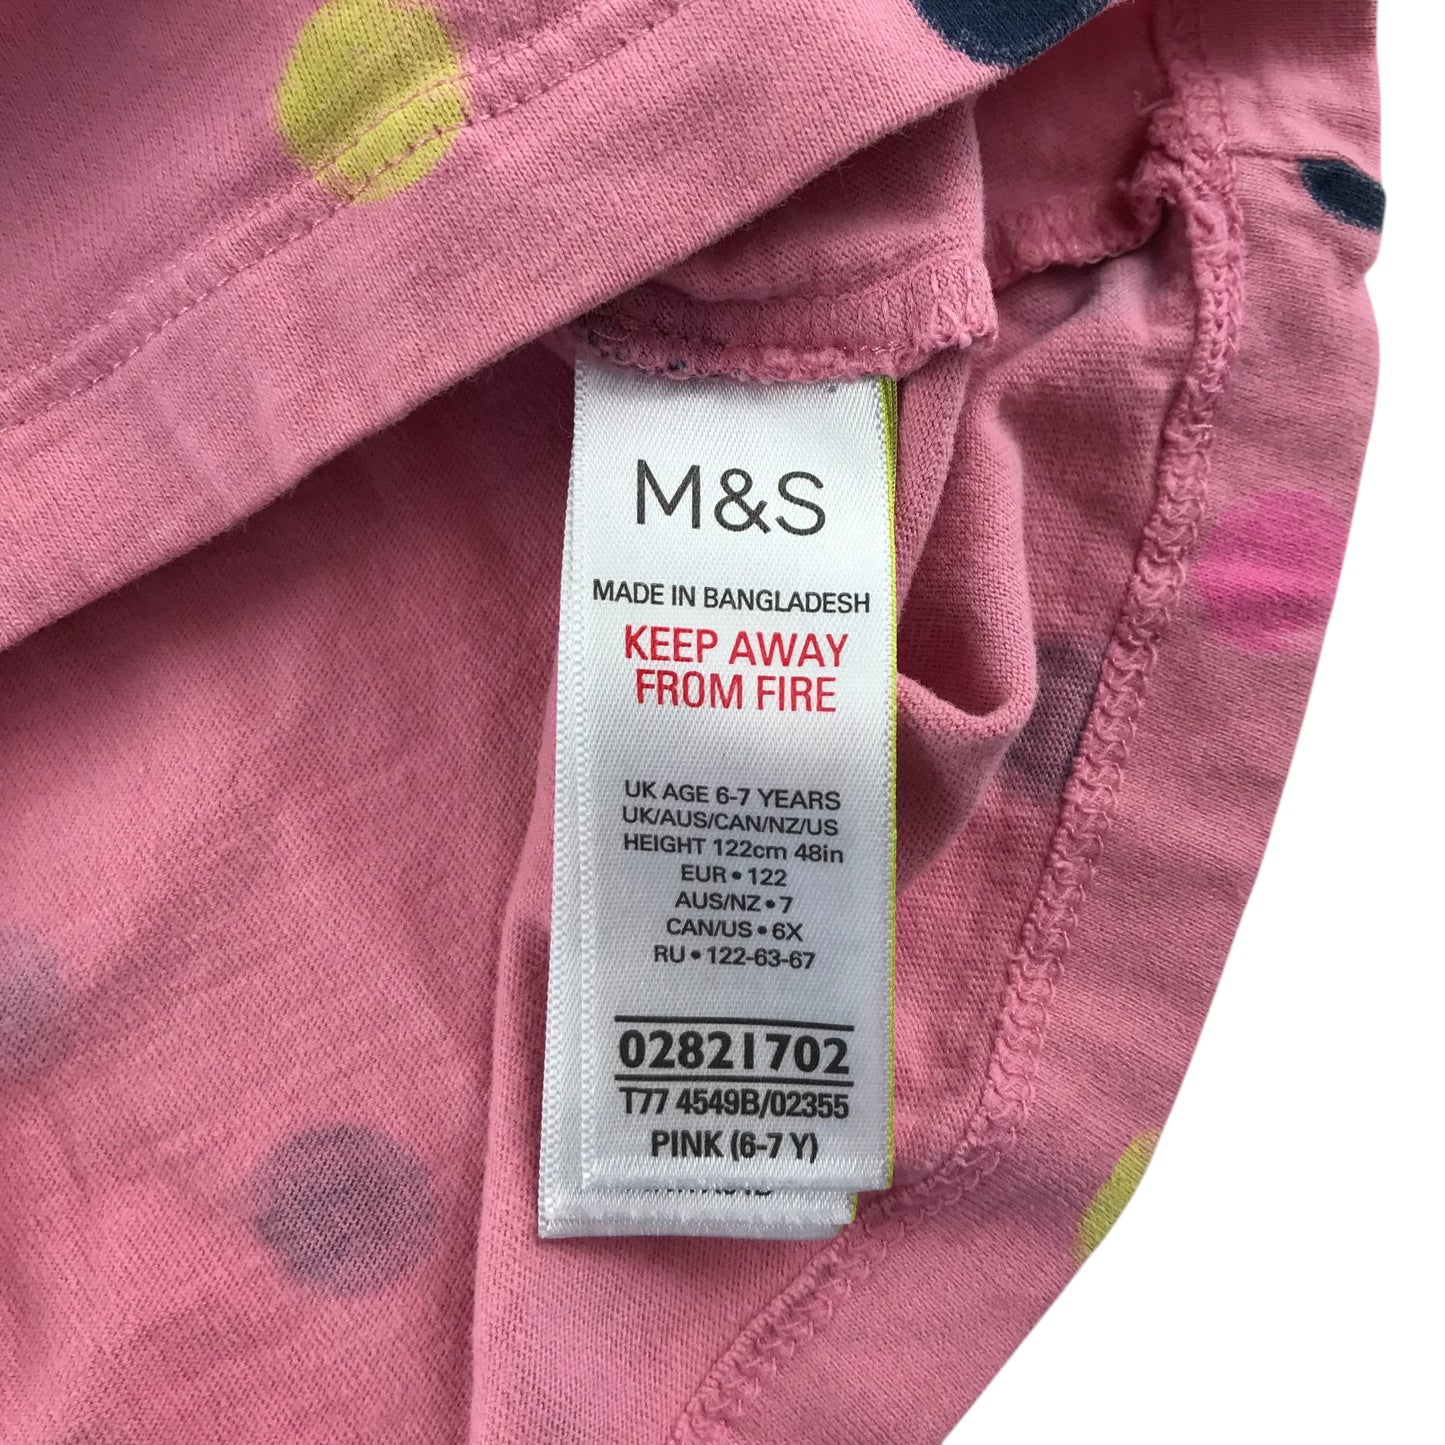 M&S
MADE IN BANGLADESH
KEEP AWAY
FROM FIRE
UK AGE 6-7 YEARS
UK/AUS/CAN/NZ/US
HEIGHT 122cm 48in
EUR • 122
AUS/NZ • 7
CAN/US • 6X
RU • 122-63-67
02821702
T77 4549B/02355
PINK (6-7 Y)